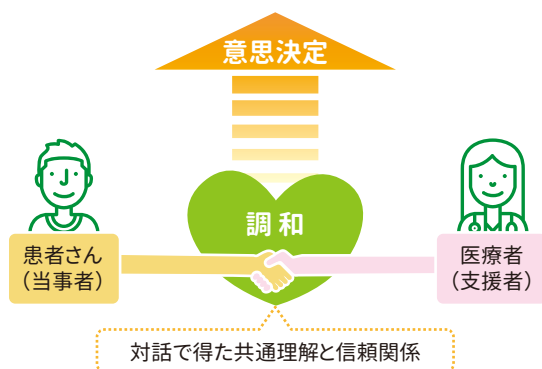 意思決定
調和
患者さん
（当事者）
医療者
（支援者）
対話で得た共通理解と信頼関係